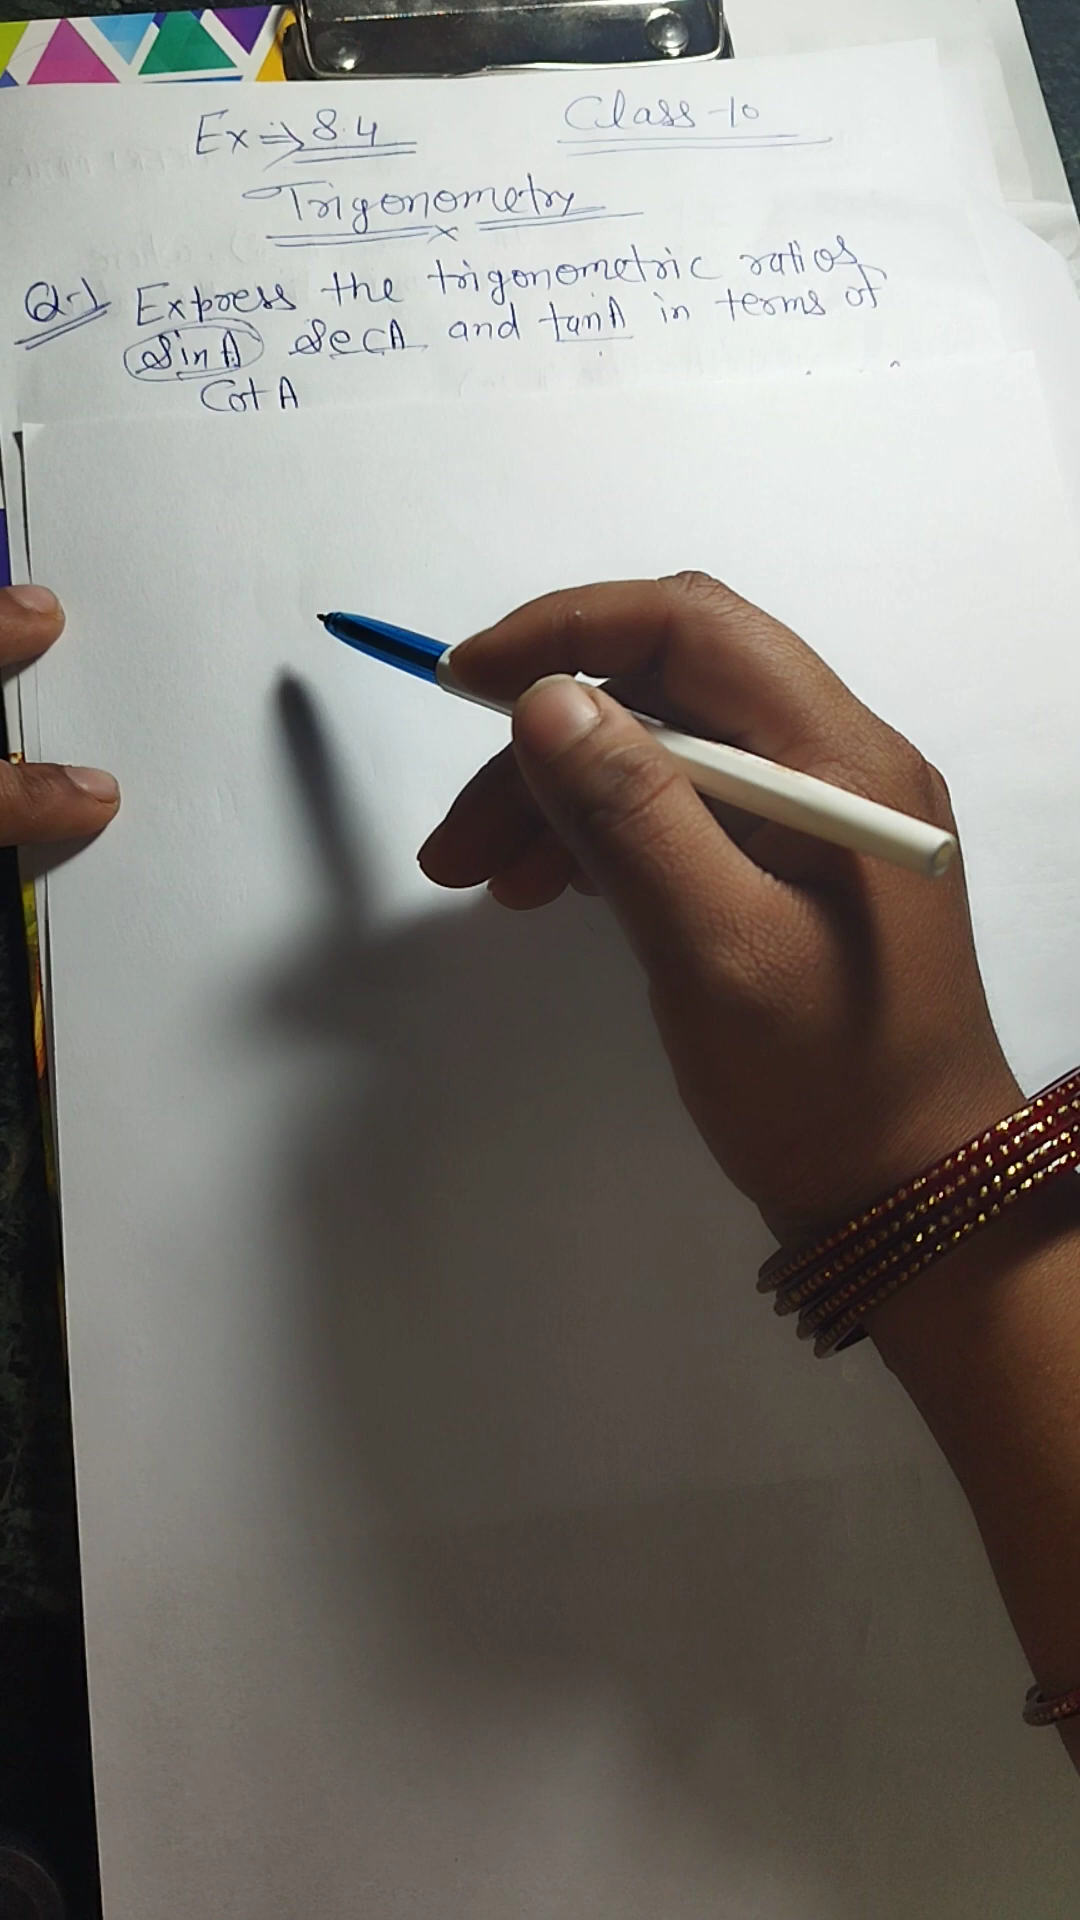 Ex ⇒ 8.4 Class-10
Trigonometry
Q-1 Express the trigonometric ratios
Sin A Sec A and tan A in terms of
Cot A